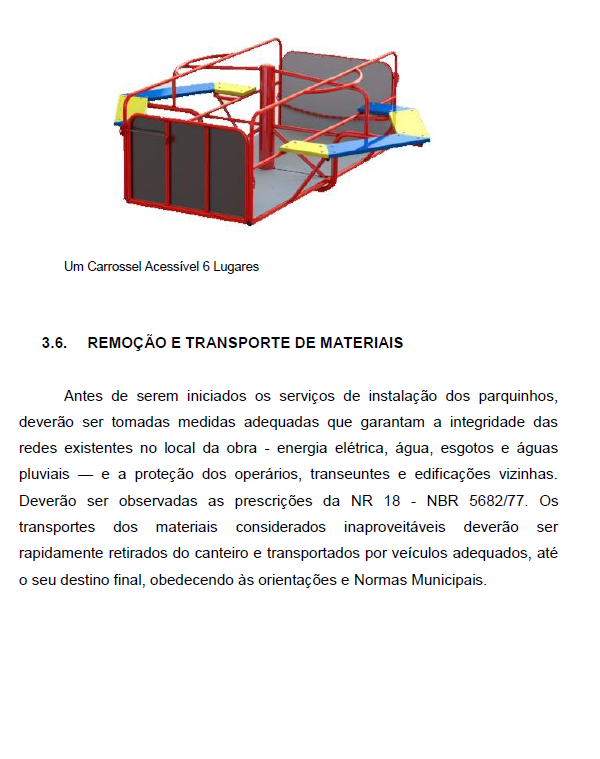 Um Carrossel Acessível 6 Lugares
3.6. REMOÇÃO E TRANSPORTE DE MATERIAIS
Antes de serem iniciados os serviços de instalação dos parquinhos,
deverão ser tomadas medidas adequadas que garantam a integridade das
redes existentes no local da obra - energia elétrica, água, esgotos e águas
pluviais — e a proteção dos operários, transeuntes e edificações vizinhas.
Deverão ser observadas as prescrições da NR 18 - NBR 5682/77. Os
transportes dos materiais considerados inaproveitáveis deverão ser
rapidamente retirados do canteiro e transportados por veículos adequados, até
o seu destino final, obedecendo às orientações e Normas Municipais.